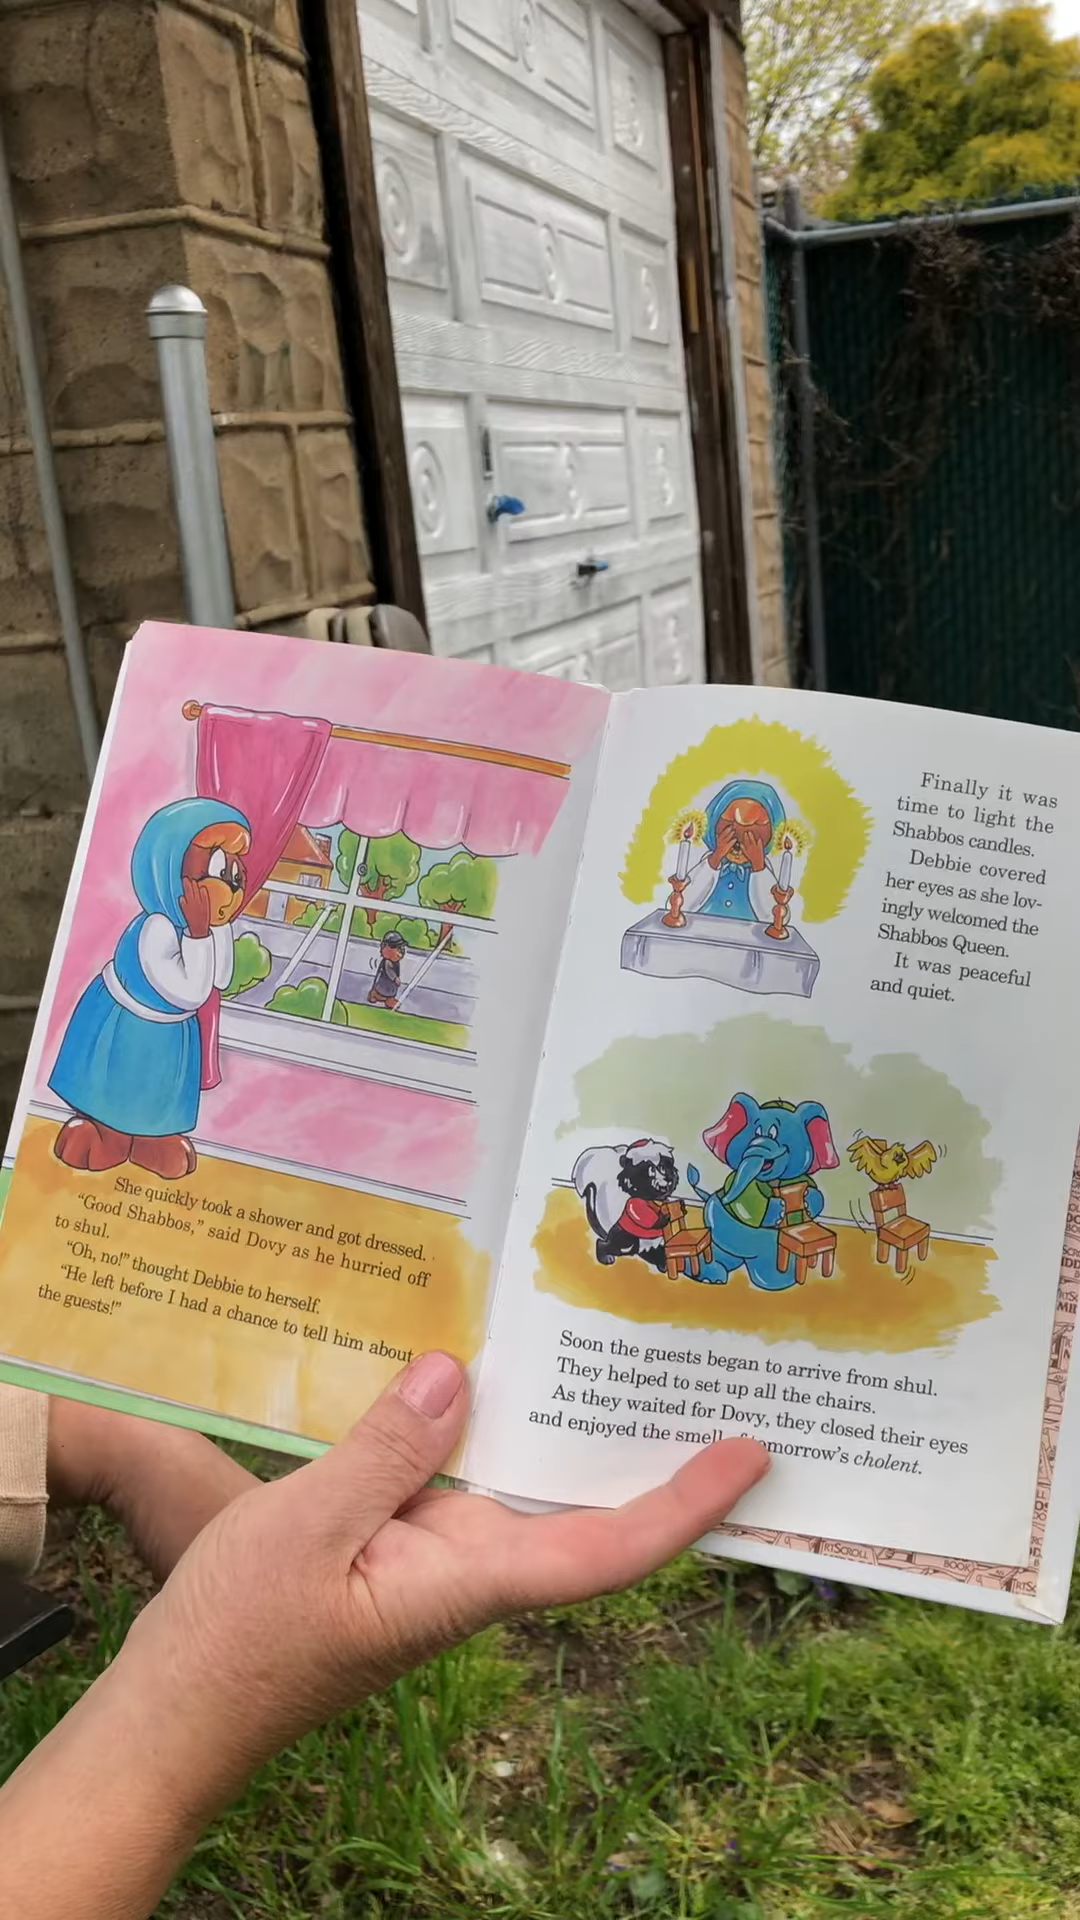 She quickly took a shower and got dressed.
"Good Shabbos," said Dovy as he hurried off
to shul.
"Oh, no!" thought Debbie to herself.
"He left before I had a chance to tell him about
the guests!"
Finally it was
time to light the
Shabbos candles.
Debbie covered
her eyes as she lov-
ingly welcomed the
Shabbos Queen.
It was peaceful
and quiet.
Soon the guests began to arrive from shul.
They helped to set up all the chairs.
As they waited for Dovy, they closed their eyes
and enjoyed the smell of tomorrow's cholent.
RTSCROLL
BOOK